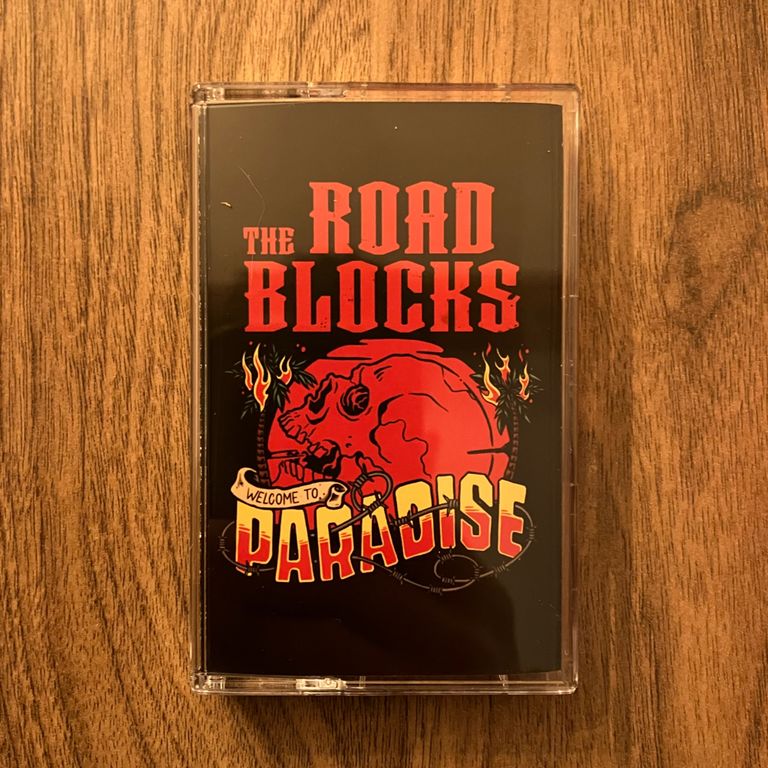 THE ROAD
BLOCKS
WELCOME TO
PARADISE